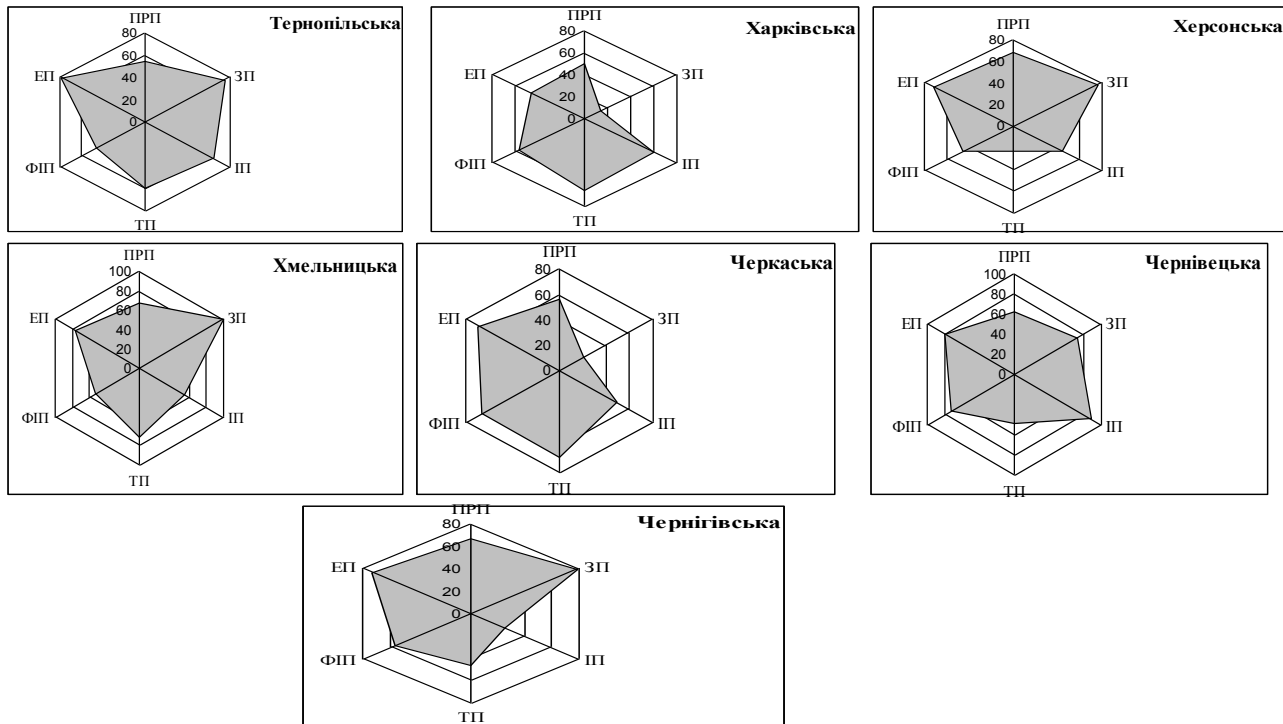 ПРП
Тернопільська
80
60
40
20
0
ЕП
ЗП
ФІП
ІП
ТП
ПРП
Харківська
80
60
40
20
0
ЕП
ЗП
ФІП
ІП
ТП
ПРП
Херсонська
80
60
40
20
0
ЕП
ЗП
ФІП
ІП
ТП
ПРП
Хмельницька
100
80
60
40
20
0
ЕП
ЗП
ФІП
ІП
ТП
ПРП
Черкаська
80
60
40
20
0
ЕП
ЗП
ФІП
ІП
ТП
ПРП
Чернівецька
100
80
60
40
20
0
ЕП
ЗП
ФІП
ІП
ТП
ПРП
Чернігівська
80
60
40
20
0
ЕП
ЗП
ФІП
ІП
ТП